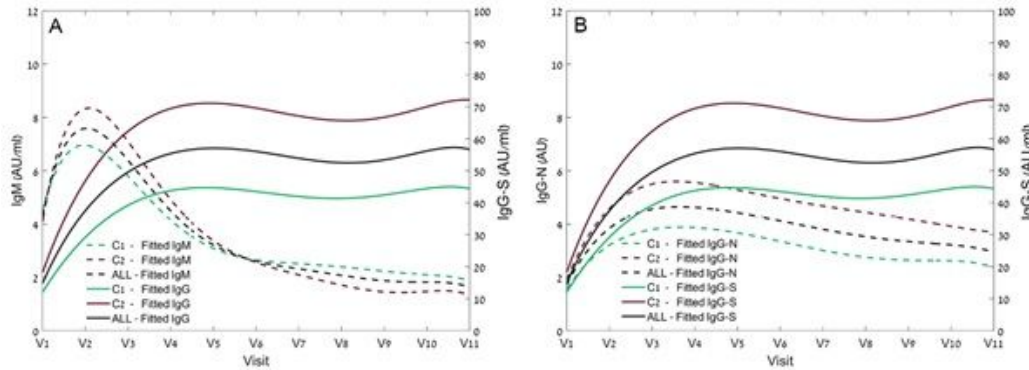 A
12
10
8
6
4
2
0
IgM (AU/ml)
100
90
80
70
60
50
40
30
20
10
0
IgG-S (AU/ml)
C1 - Fitted IgM
C2 - Fitted IgM
ALL - Fitted IgM
C1 - Fitted IgG
C2 - Fitted IgG
ALL - Fitted IgG
V1 V2 V3 V4 V5 V6 V7 V8 V9 V10 V11
Visit
B
12
10
8
6
4
2
0
IgG-N (AU)
100
90
80
70
60
50
40
30
20
10
0
IgG-S (AU/ml)
C1 - Fitted IgG-N
C2 - Fitted IgG-N
ALL - Fitted IgG-N
C1 - Fitted IgG-S
C2 - Fitted IgG-S
ALL - Fitted IgG-S
V1 V2 V3 V4 V5 V6 V7 V8 V9 V10 V11
Visit